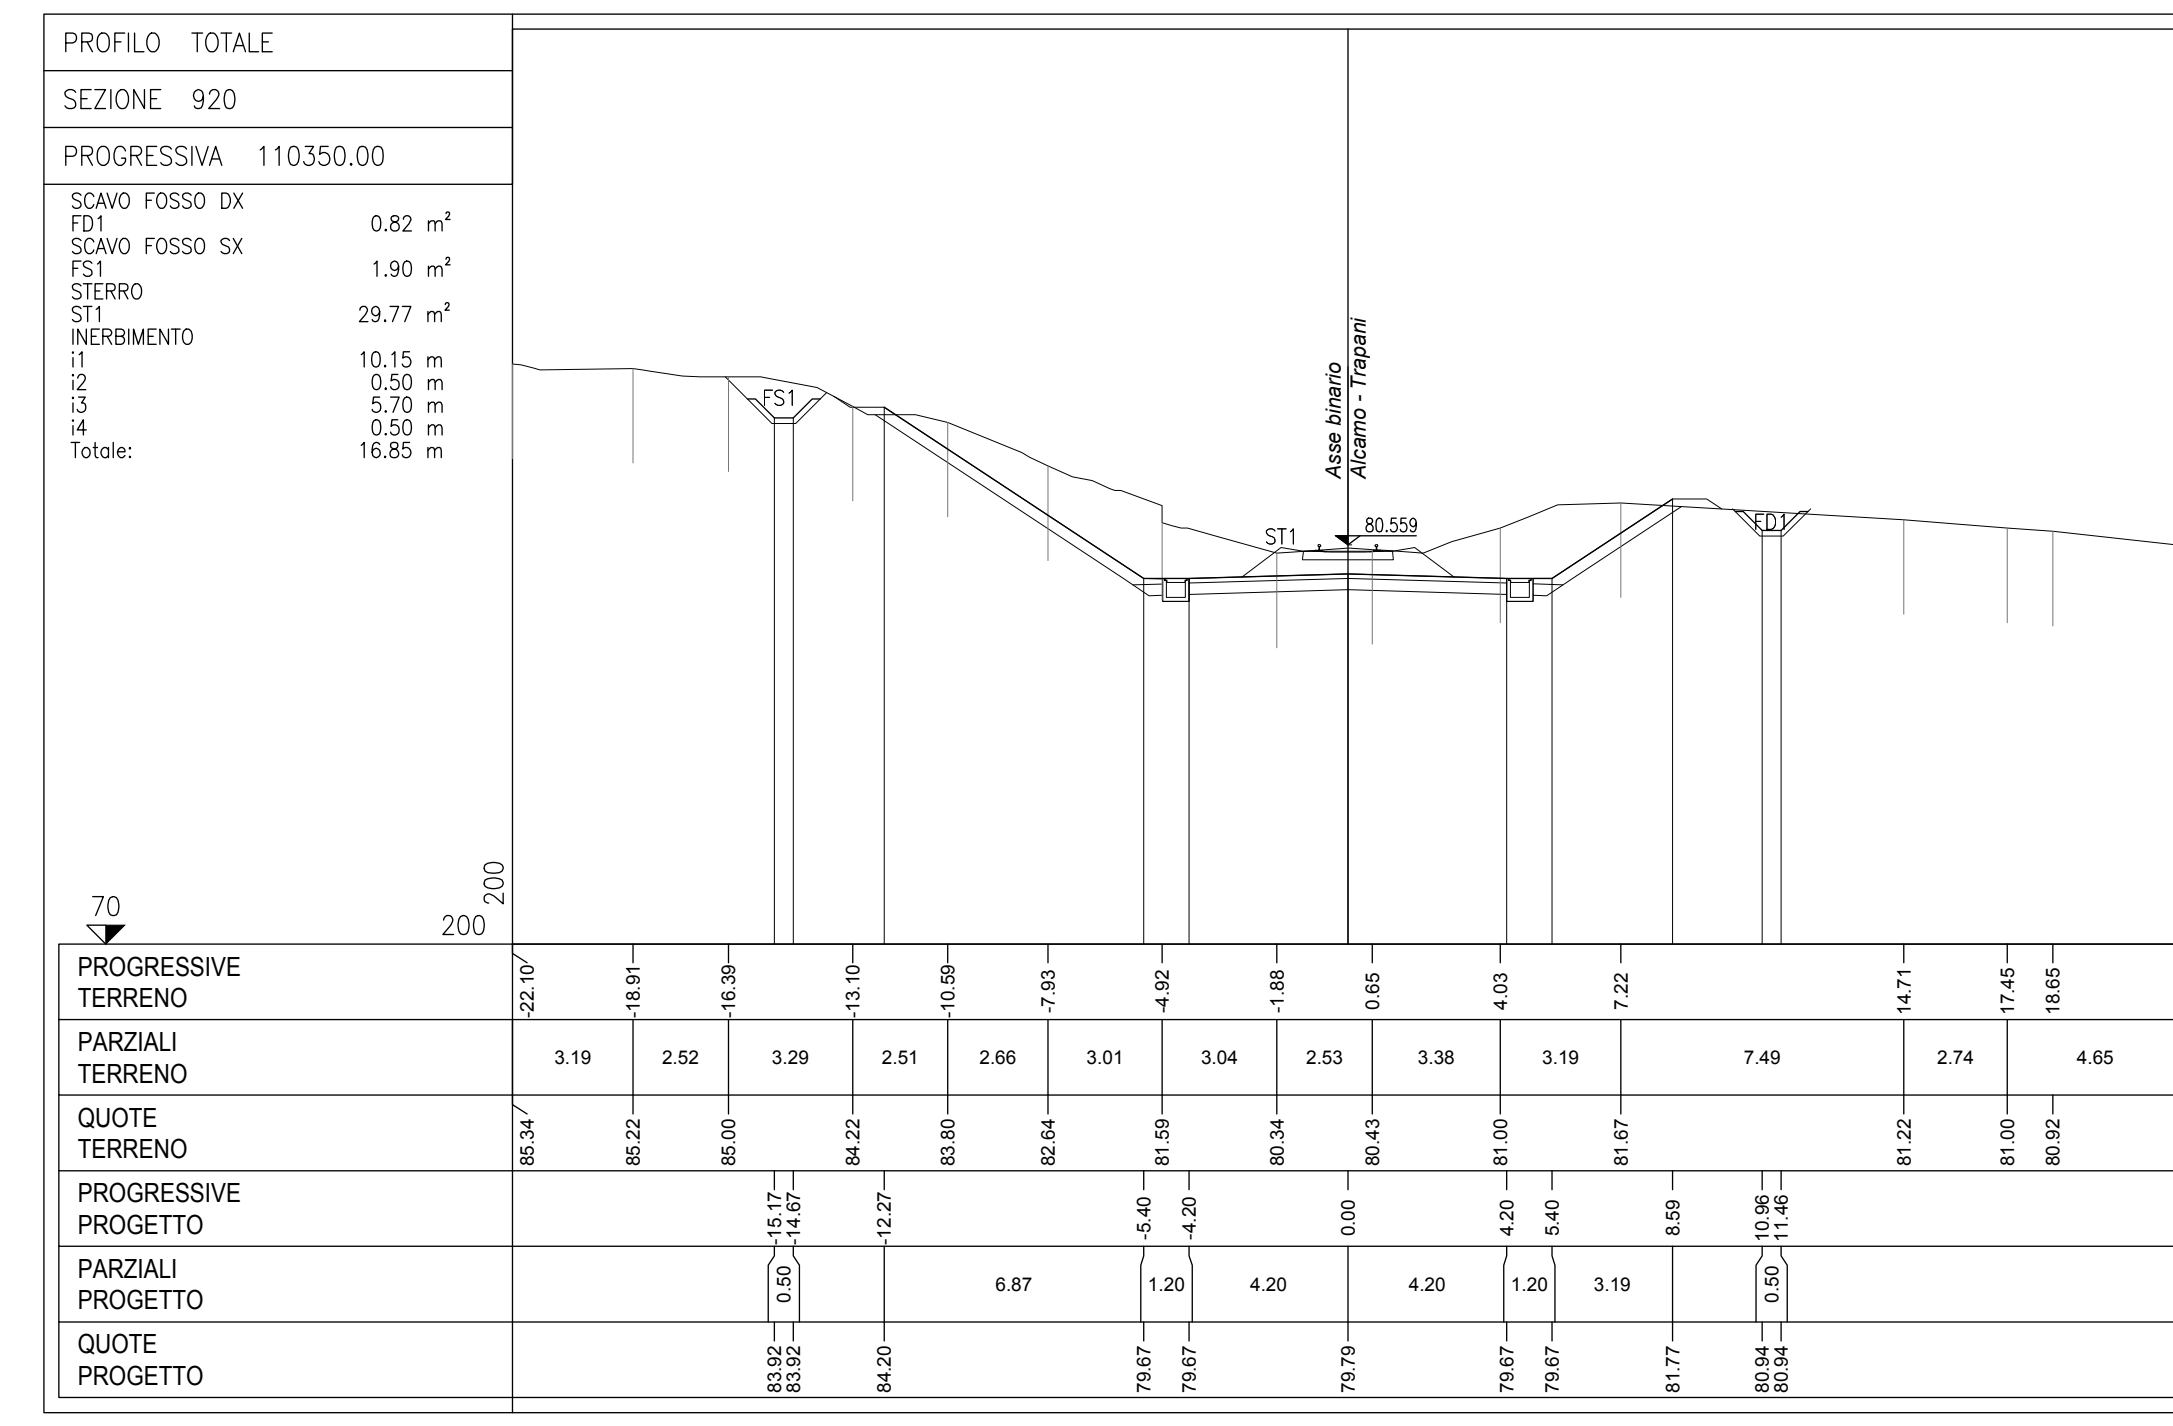 PROFILO TOTALE
SEZIONE 920
PROGRESSIVA 110350.00
SCAVO FOSSO DX
FD1 0.82 m²
SCAVO FOSSO SX
FS1 1.90 m²
STERRO
ST1 29.77 m²
INERBIMENTO
i1 10.15 m
i2 0.50 m
i3 5.70 m
i4 0.50 m
Totale: 16.85 m
FS1
Asse binario
Alcamo - Trapani
ST1
80.559
FD1
70
200
200
PROGRESSIVE
TERRENO
-22.10 -18.91 -16.39 -13.10 -10.59 -7.93 -4.92 -1.88 0.65 4.03 7.22 14.71 17.45 18.65
PARZIALI
TERRENO
3.19 2.52 3.29 2.51 2.66 3.01 3.04 2.53 3.38 3.19 7.49 2.74 4.65
QUOTE
TERRENO
85.34 85.22 85.00 84.22 83.80 82.64 81.59 80.34 80.43 81.00 81.67 81.22 81.00 80.92
PROGRESSIVE
PROGETTO
-15.17 -14.67 -12.27 -5.40 -4.20 0.00 4.20 5.40 8.59 10.96 11.46
PARZIALI
PROGETTO
0.50 6.87 1.20 4.20 4.20 1.20 3.19 0.50
QUOTE
PROGETTO
83.92 83.92 84.20 79.67 79.67 79.79 79.67 79.67 81.77 80.94 80.94